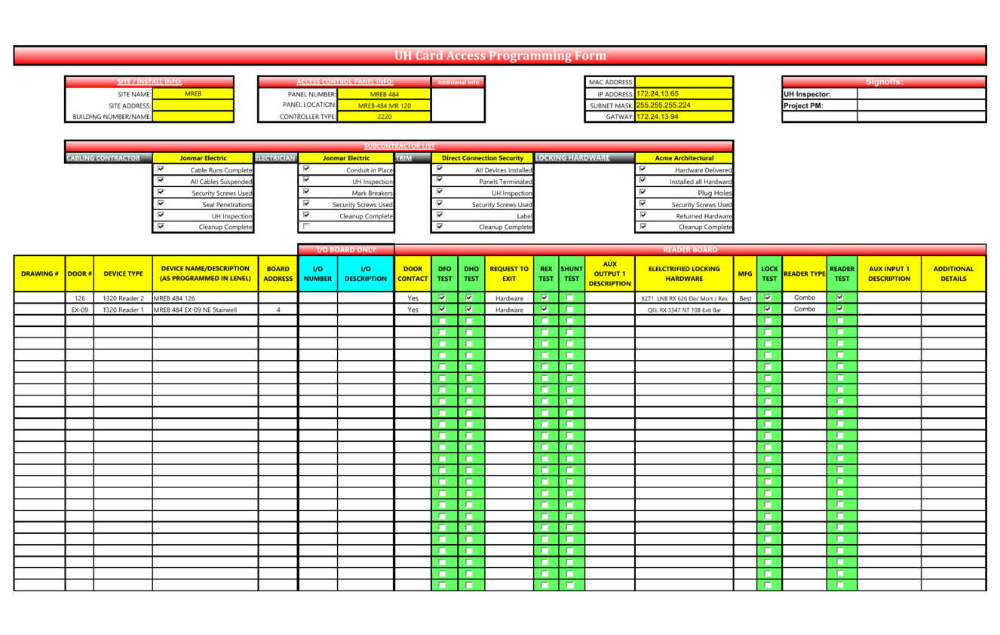 UH Card Access Programming Form
SITE / INSTALL INFO:
SITE NAME: MREB
SITE ADDRESS:
BUILDING NUMBER/NAME:
ACCESS CONTROL PANEL INFO: Additional Info
PANEL NUMBER: MREB 484
PANEL LOCATION: MREB 484 MR 120
CONTROLLER TYPE: 2220
MAC ADDRESS:
IP ADDRESS: 172.24.13.65
SUBNET MASK: 255.255.255.224
GATWAY: 172.24.13.94
Signoffs:
UH Inspector:
Project PM:
SUBCONTRACTOR LIST
CABLING CONTRACTOR Jonmar Electric ELECTRICIAN Jonmar Electric TRIM Direct Connection Security LOCKING HARDWARE Acme Architectural
Cable Runs Complete Conduit in Place All Devices Installed Hardware Delivered
All Cables Suspended UH Inspection Panels Terminated Installed all Hardward
Security Screws Used Mark Breakers UH Inspection Plug Holes
Seal Penetrations Security Screws Used Security Screws Used Security Screws Used
UH Inspection Cleanup Complete Label Returned Hardware
Cleanup Complete Cleanup Complete Cleanup Complete
I/O BOARD ONLY READER BOARD
DRAWING #
DOOR #
DEVICE TYPE
DEVICE NAME/DESCRIPTION
(AS PROGRAMMED IN LENEL)
BOARD
ADDRESS
I/O
NUMBER
I/O
DESCRIPTION
DOOR
CONTACT
DFO
TEST
DHO
TEST
REQUEST TO
EXIT
REX
TEST
SHUNT
TEST
AUX
OUTPUT 1
DESCRIPTION
ELELCTRIFIED LOCKING
HARDWARE
MFG
LOCK
TEST
READER TYPE
READER
TEST
AUX INPUT 1
DESCRIPTION
ADDITIONAL
DETAILS
126 1320 Reader 2 MREB 484 126 Yes Hardware 8271 LNB RX 626 Elec Mort / Rex Best Combo
EX-09 1320 Reader 1 MREB 484 EX-09 NE Stairwell 4 Yes Hardware QEL RX 3347 NT 10B Exit Bar Combo